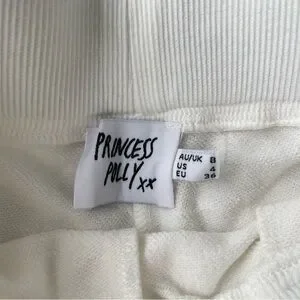 PRINCESS
POLLY xx
AU/UK 8
US 4
EU 36